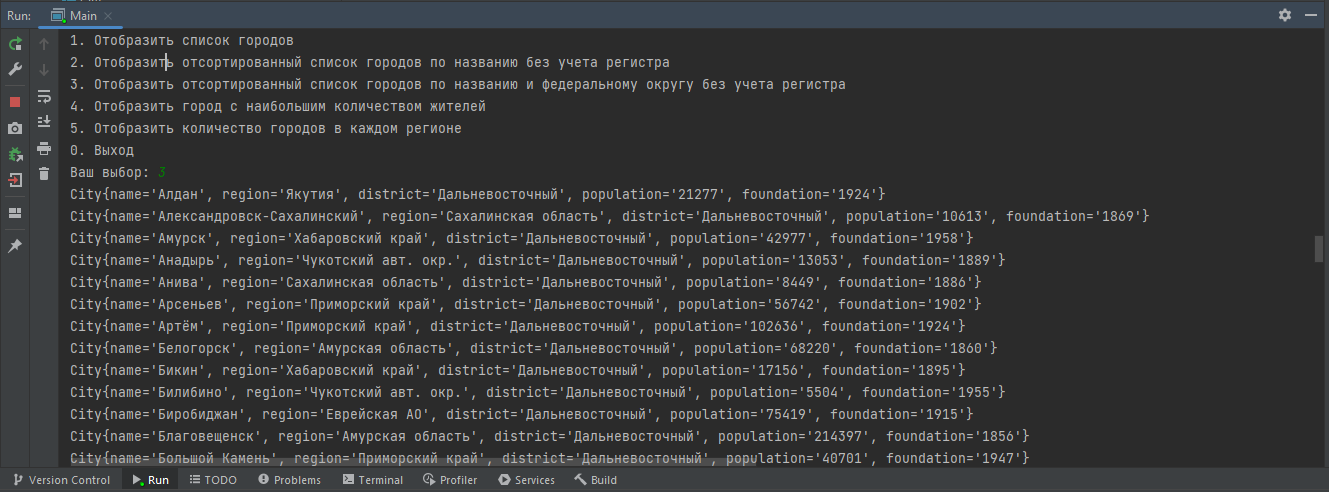 Run: Main
1. Отобразить список городов
2. Отобразить отсортированный список городов по названию без учета регистра
3. Отобразить отсортированный список городов по названию и федеральному округу без учета регистра
4. Отобразить город с наибольшим количеством жителей
5. Отобразить количество городов в каждом регионе
0. Выход
Ваш выбор: 3
City{name='Алдан', region='Якутия', district='Дальневосточный', population='21277', foundation='1924'}
City{name='Александровск-Сахалинский', region='Сахалинская область', district='Дальневосточный', population='10613', foundation='1869'}
City{name='Амурск', region='Хабаровский край', district='Дальневосточный', population='42977', foundation='1958'}
City{name='Анадырь', region='Чукотский авт. окр.', district='Дальневосточный', population='13053', foundation='1889'}
City{name='Анива', region='Сахалинская область', district='Дальневосточный', population='8449', foundation='1886'}
City{name='Арсеньев', region='Приморский край', district='Дальневосточный', population='56742', foundation='1902'}
City{name='Артём', region='Приморский край', district='Дальневосточный', population='102636', foundation='1924'}
City{name='Белогорск', region='Амурская область', district='Дальневосточный', population='68220', foundation='1860'}
City{name='Бикин', region='Хабаровский край', district='Дальневосточный', population='17156', foundation='1895'}
City{name='Билибино', region='Чукотский авт. окр.', district='Дальневосточный', population='5504', foundation='1955'}
City{name='Биробиджан', region='Еврейская АО', district='Дальневосточный', population='75419', foundation='1915'}
City{name='Благовещенск', region='Амурская область', district='Дальневосточный', population='214397', foundation='1856'}
City{name='Большой Камень', region='Приморский край', district='Дальневосточный', population='40701', foundation='1947'}
Version Control Run TODO Problems Terminal Profiler Services Build